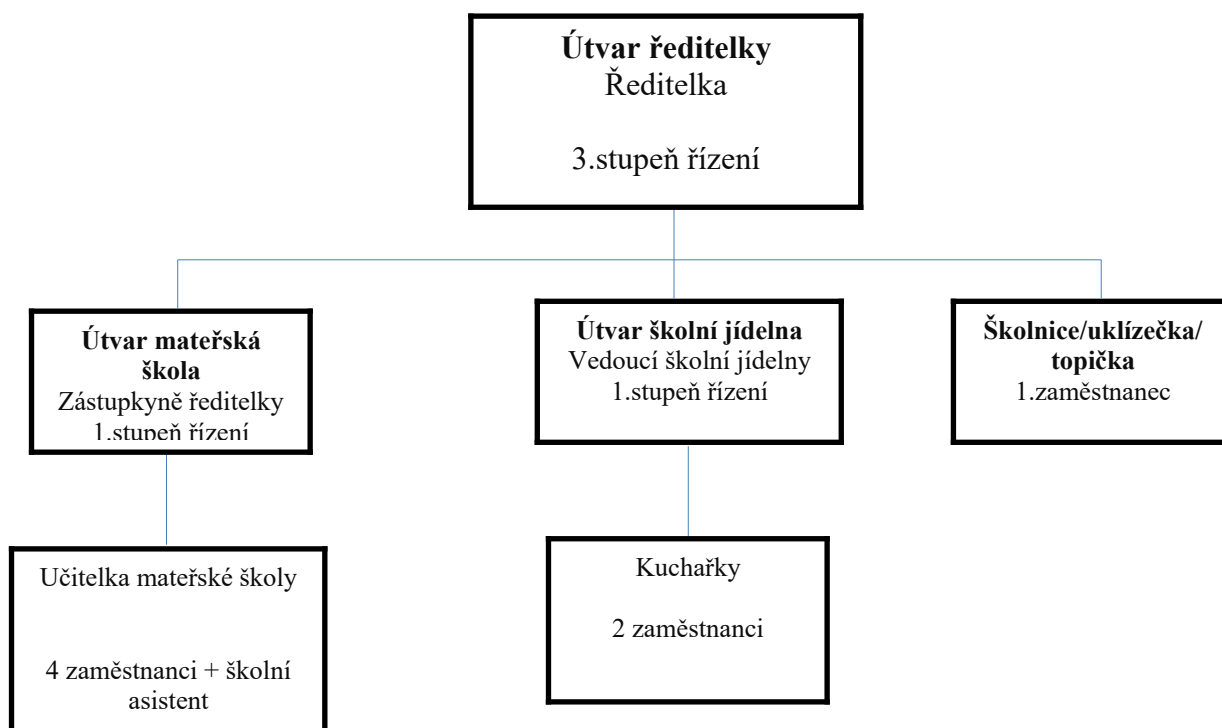 Útvar ředitelky
Ředitelka
3.stupeň řízení
Útvar mateřská
škola
Zástupkyně ředitelky
1.stupeň řízení
Útvar školní jídelna
Vedoucí školní jídelny
1.stupeň řízení
Školnice/uklízečka/
topička
1.zaměstnanec
Učitelka mateřské školy
4 zaměstnanci + školní
asistent
Kuchařky
2 zaměstnanci